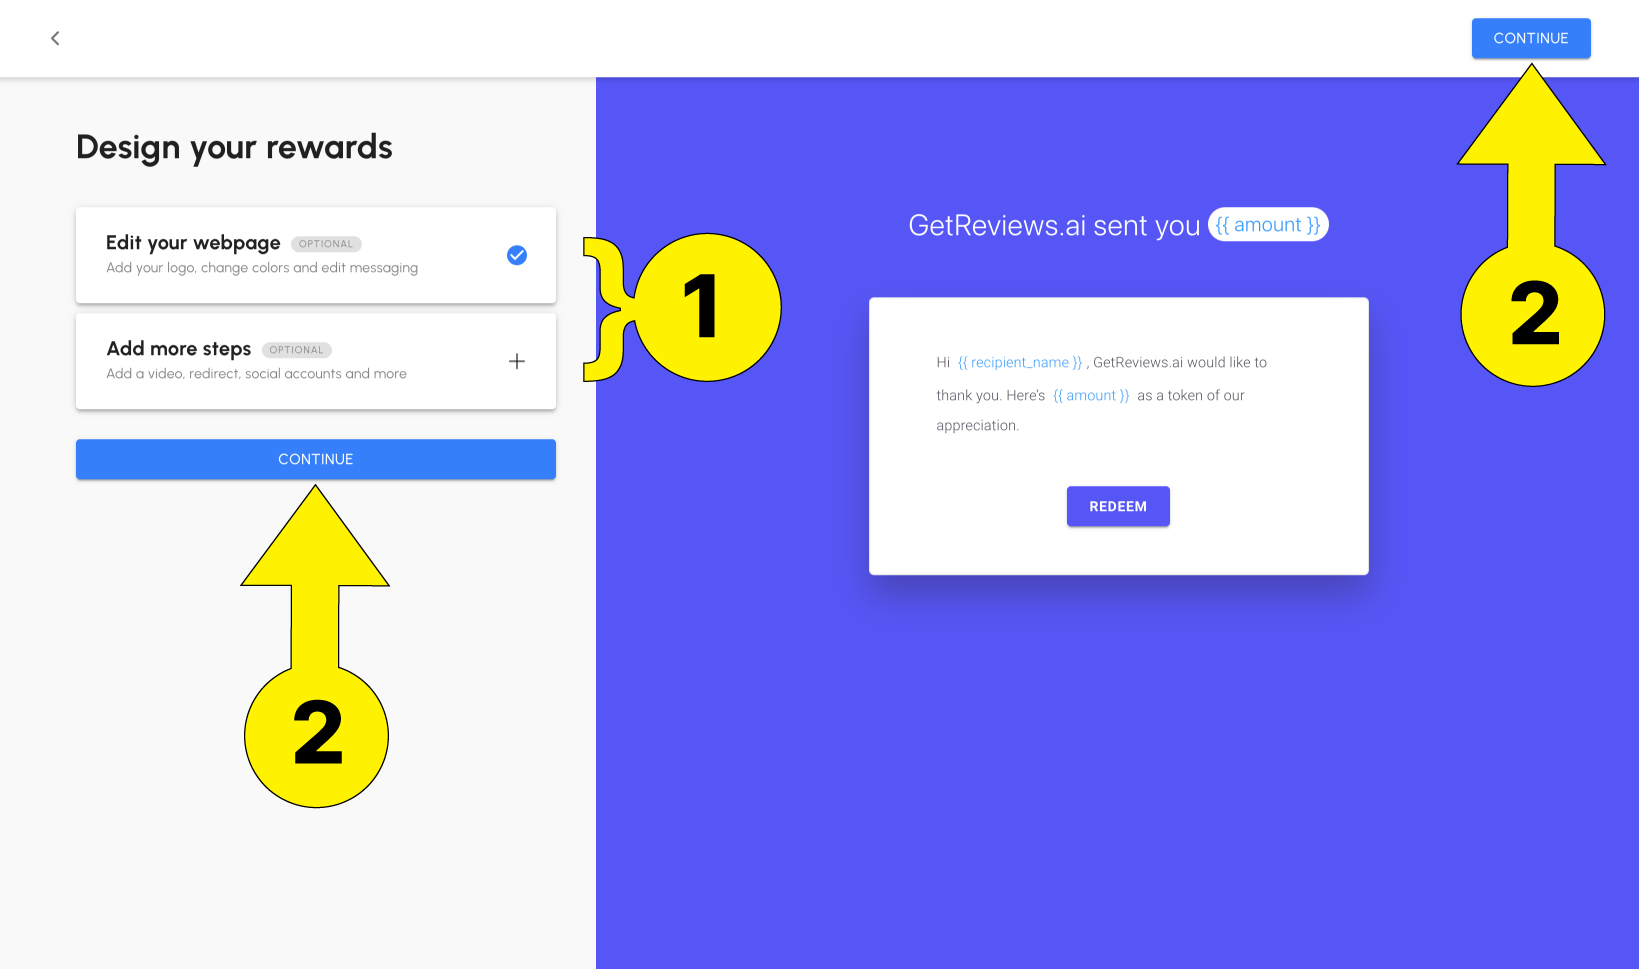 CONTINUE
Design your rewards
Edit your webpage OPTIONAL
Add your logo, change colors and edit messaging
Add more steps OPTIONAL
Add a video, redirect, social accounts and more
CONTINUE
1
2
GetReviews.ai sent you {{ amount }}
Hi {{ recipient_name }} , GetReviews.ai would like to
thank you. Here's {{ amount }} as a token of our
appreciation.
REDEEM
2